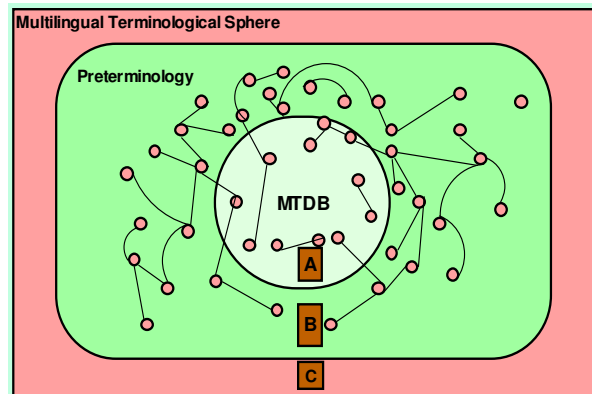 Multilingual Terminological Sphere
Preterminology
MTDB
A
B
C